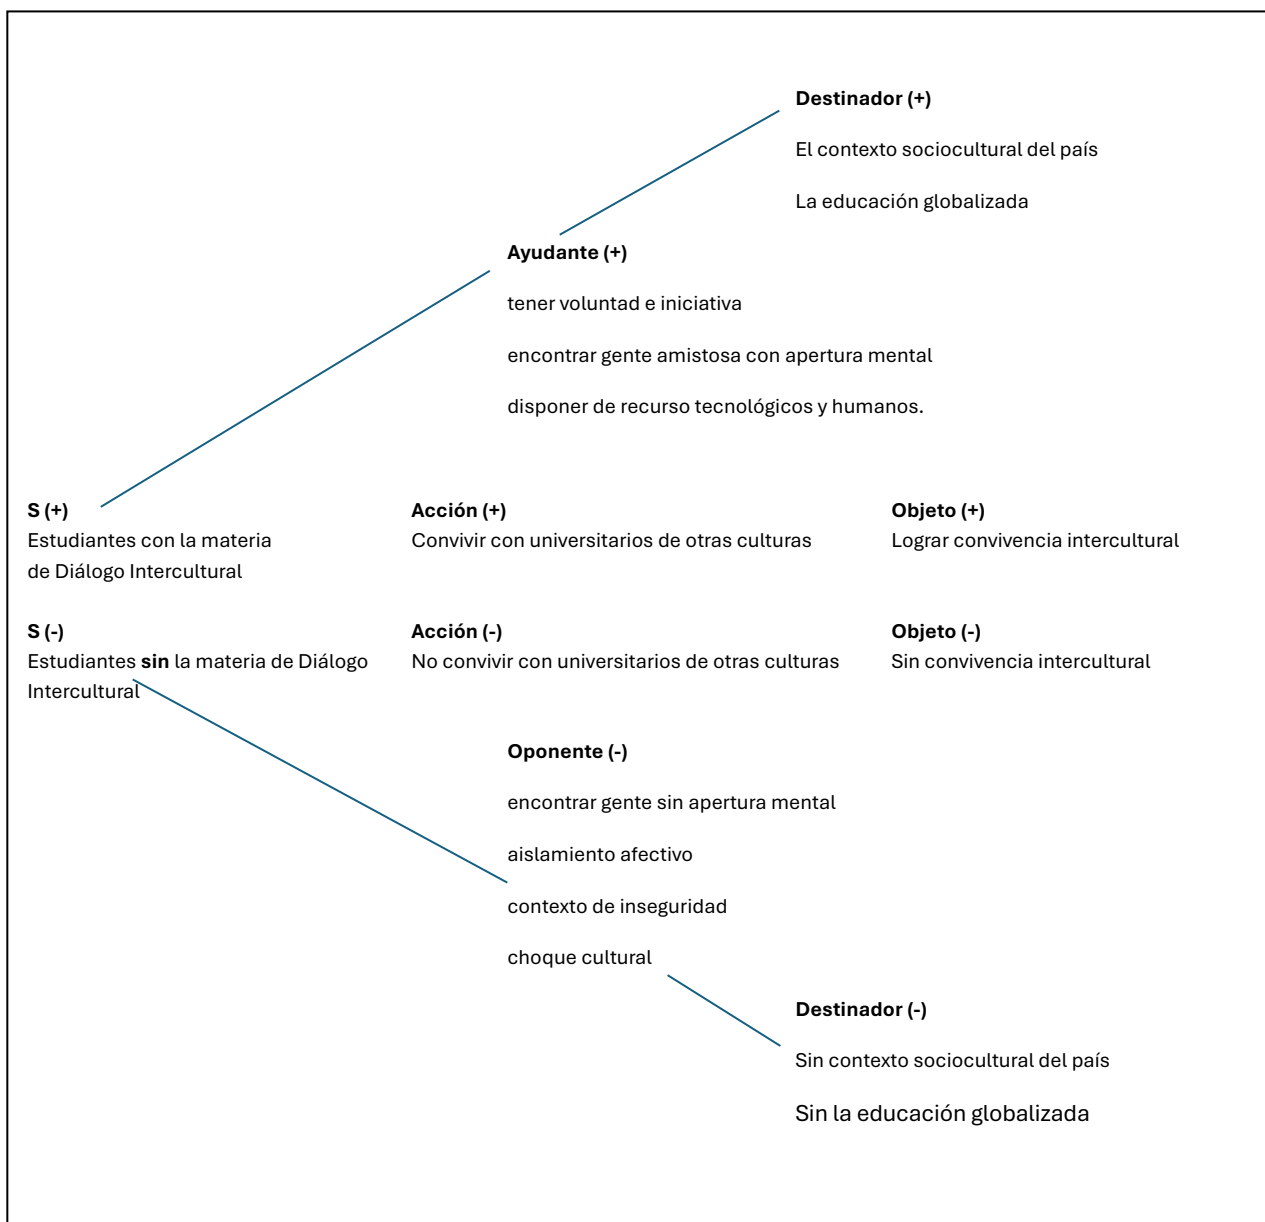 Destinador (+)
El contexto sociocultural del país
La educación globalizada
Ayudante (+)
tener voluntad e iniciativa
encontrar gente amistosa con apertura mental
disponer de recurso tecnológicos y humanos.
S (+)
Estudiantes con la materia
de Diálogo Intercultural
Acción (+)
Convivir con universitarios de otras culturas
Objeto (+)
Lograr convivencia intercultural
S (-)
Estudiantes sin la materia de Diálogo
Intercultural
Acción (-)
No convivir con universitarios de otras culturas
Objeto (-)
Sin convivencia intercultural
Oponente (-)
encontrar gente sin apertura mental
aislamiento afectivo
contexto de inseguridad
choque cultural
Destinador (-)
Sin contexto sociocultural del país
Sin la educación globalizada